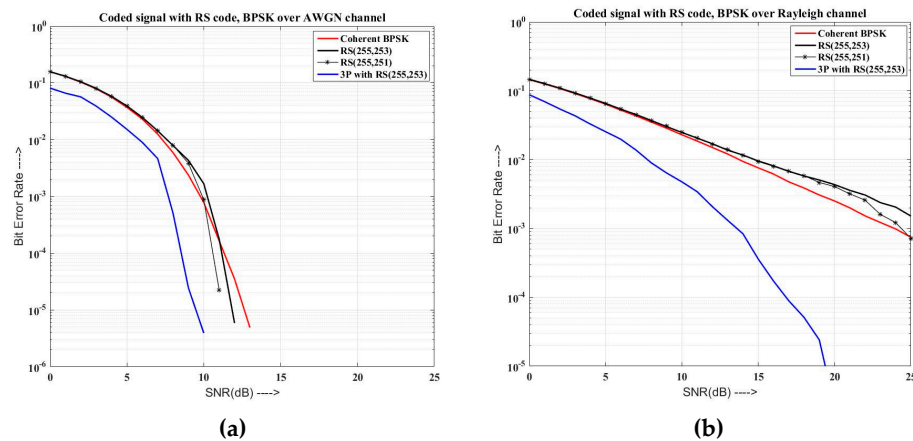 Coded signal with RS code, BPSK over AWGN channel
Coherent BPSK
RS(255,253)
RS(255,251)
3P with RS(255,253)
10^0
10^-1
10^-2
10^-3
10^-4
10^-5
10^-6
Bit Error Rate ---->
0 5 10 15 20 25
SNR(dB) ---->
(a)
Coded signal with RS code, BPSK over Rayleigh channel
Coherent BPSK
RS(255,253)
RS(255,251)
3P with RS(255,253)
10^0
10^-1
10^-2
10^-3
10^-4
10^-5
Bit Error Rate ---->
0 5 10 15 20 25
SNR(dB) ---->
(b)